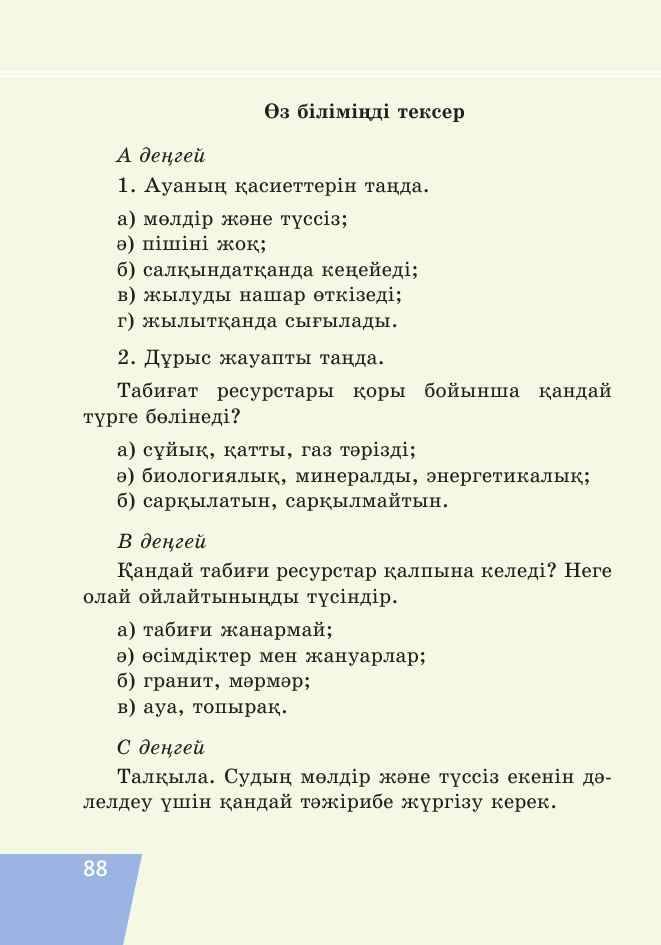 Өз біліміңді тексер
А деңгей
1. Ауаның қасиеттерін таңда.
а) мөлдір және түссіз;
ә) пішіні жоқ;
б) салқындатқанда кеңейеді;
в) жылуды нашар өткізеді;
г) жылытқанда сығылады.
2. Дұрыс жауапты таңда.
Табиғат ресурстары қоры бойынша қандай
түрге бөлінеді?
а) сұйық, қатты, газ тәрізді;
ә) биологиялық, минералды, энергетикалық;
б) сарқылатын, сарқылмайтын.
В деңгей
Қандай табиғи ресурстар қалпына келеді? Неге
олай ойлайтыныңды түсіндір.
а) табиғи жанармай;
ә) өсімдіктер мен жануарлар;
б) гранит, мәрмәр;
в) ауа, топырақ.
С деңгей
Талқыла. Судың мөлдір және түссіз екенін дә-
лелдеу үшін қандай тәжірибе жүргізу керек.
88